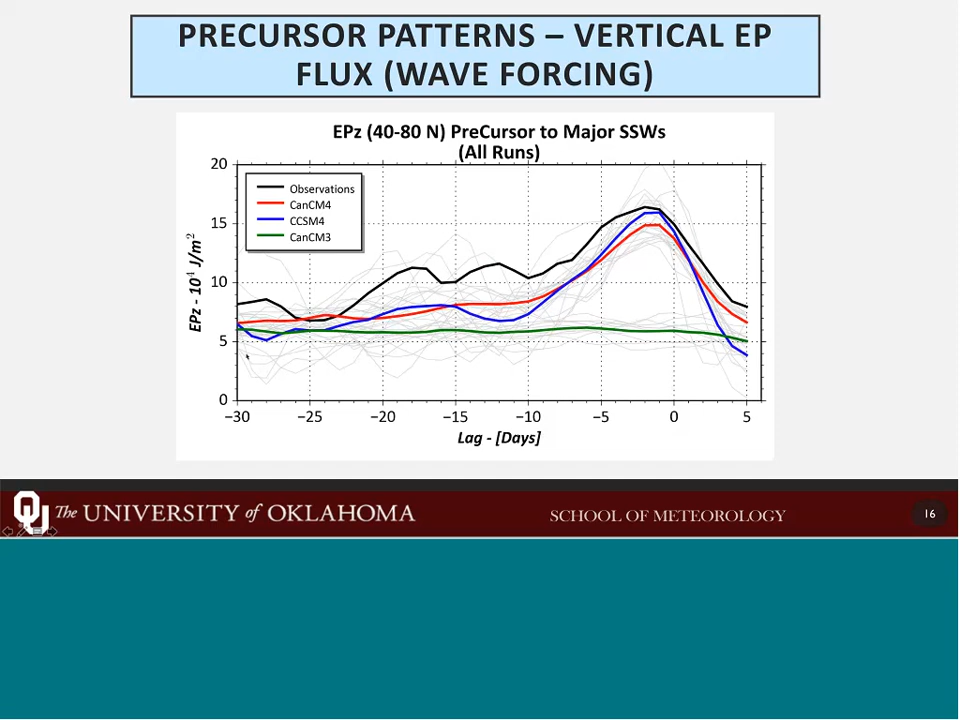 PRECURSOR PATTERNS – VERTICAL EP
FLUX (WAVE FORCING)
EPz (40-80 N) PreCursor to Major SSWs
(All Runs)
Observations
CanCM4
CCSM4
CanCM3
20
15
10
5
0
EPz - 10⁴ J/m²
−30 −25 −20 −15 −10 −5 0 5
Lag - [Days]
The UNIVERSITY of OKLAHOMA
SCHOOL OF METEOROLOGY
16